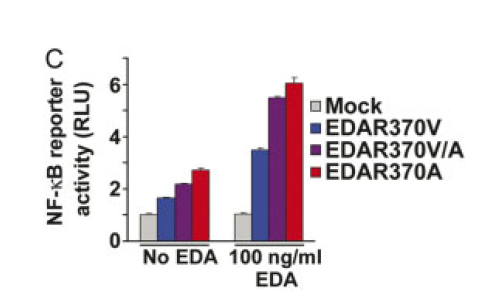 C
NF-κB reporter
activity (RLU)
6
4
2
0
Mock
EDAR370V
EDAR370V/A
EDAR370A
No EDA
100 ng/ml
EDA